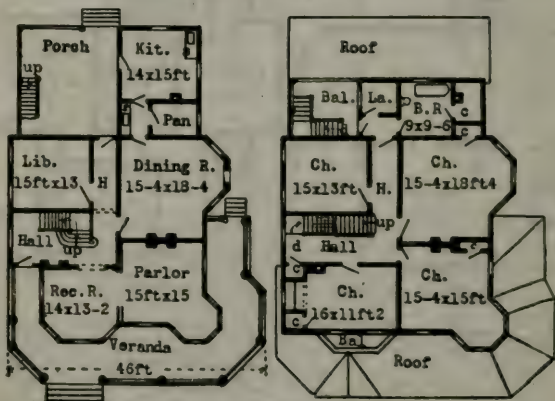 Porch
up
Kit.
14x15ft
Pan
Lib.
15ftx13
H
Dining R.
15-4x18-4
Hall
up
Parlor
15ftx15
Rec.R.
14x13-2
Veranda
46ft
Roof
Bal.
La.
B.R
9x9-6
c
c
Ch.
15x13ft
H.
Ch.
15-4x18ft4
up
d
Hall
c
c
Ch.
16x11ft2
Ch.
15-4x15ft
c
Bal
Roof